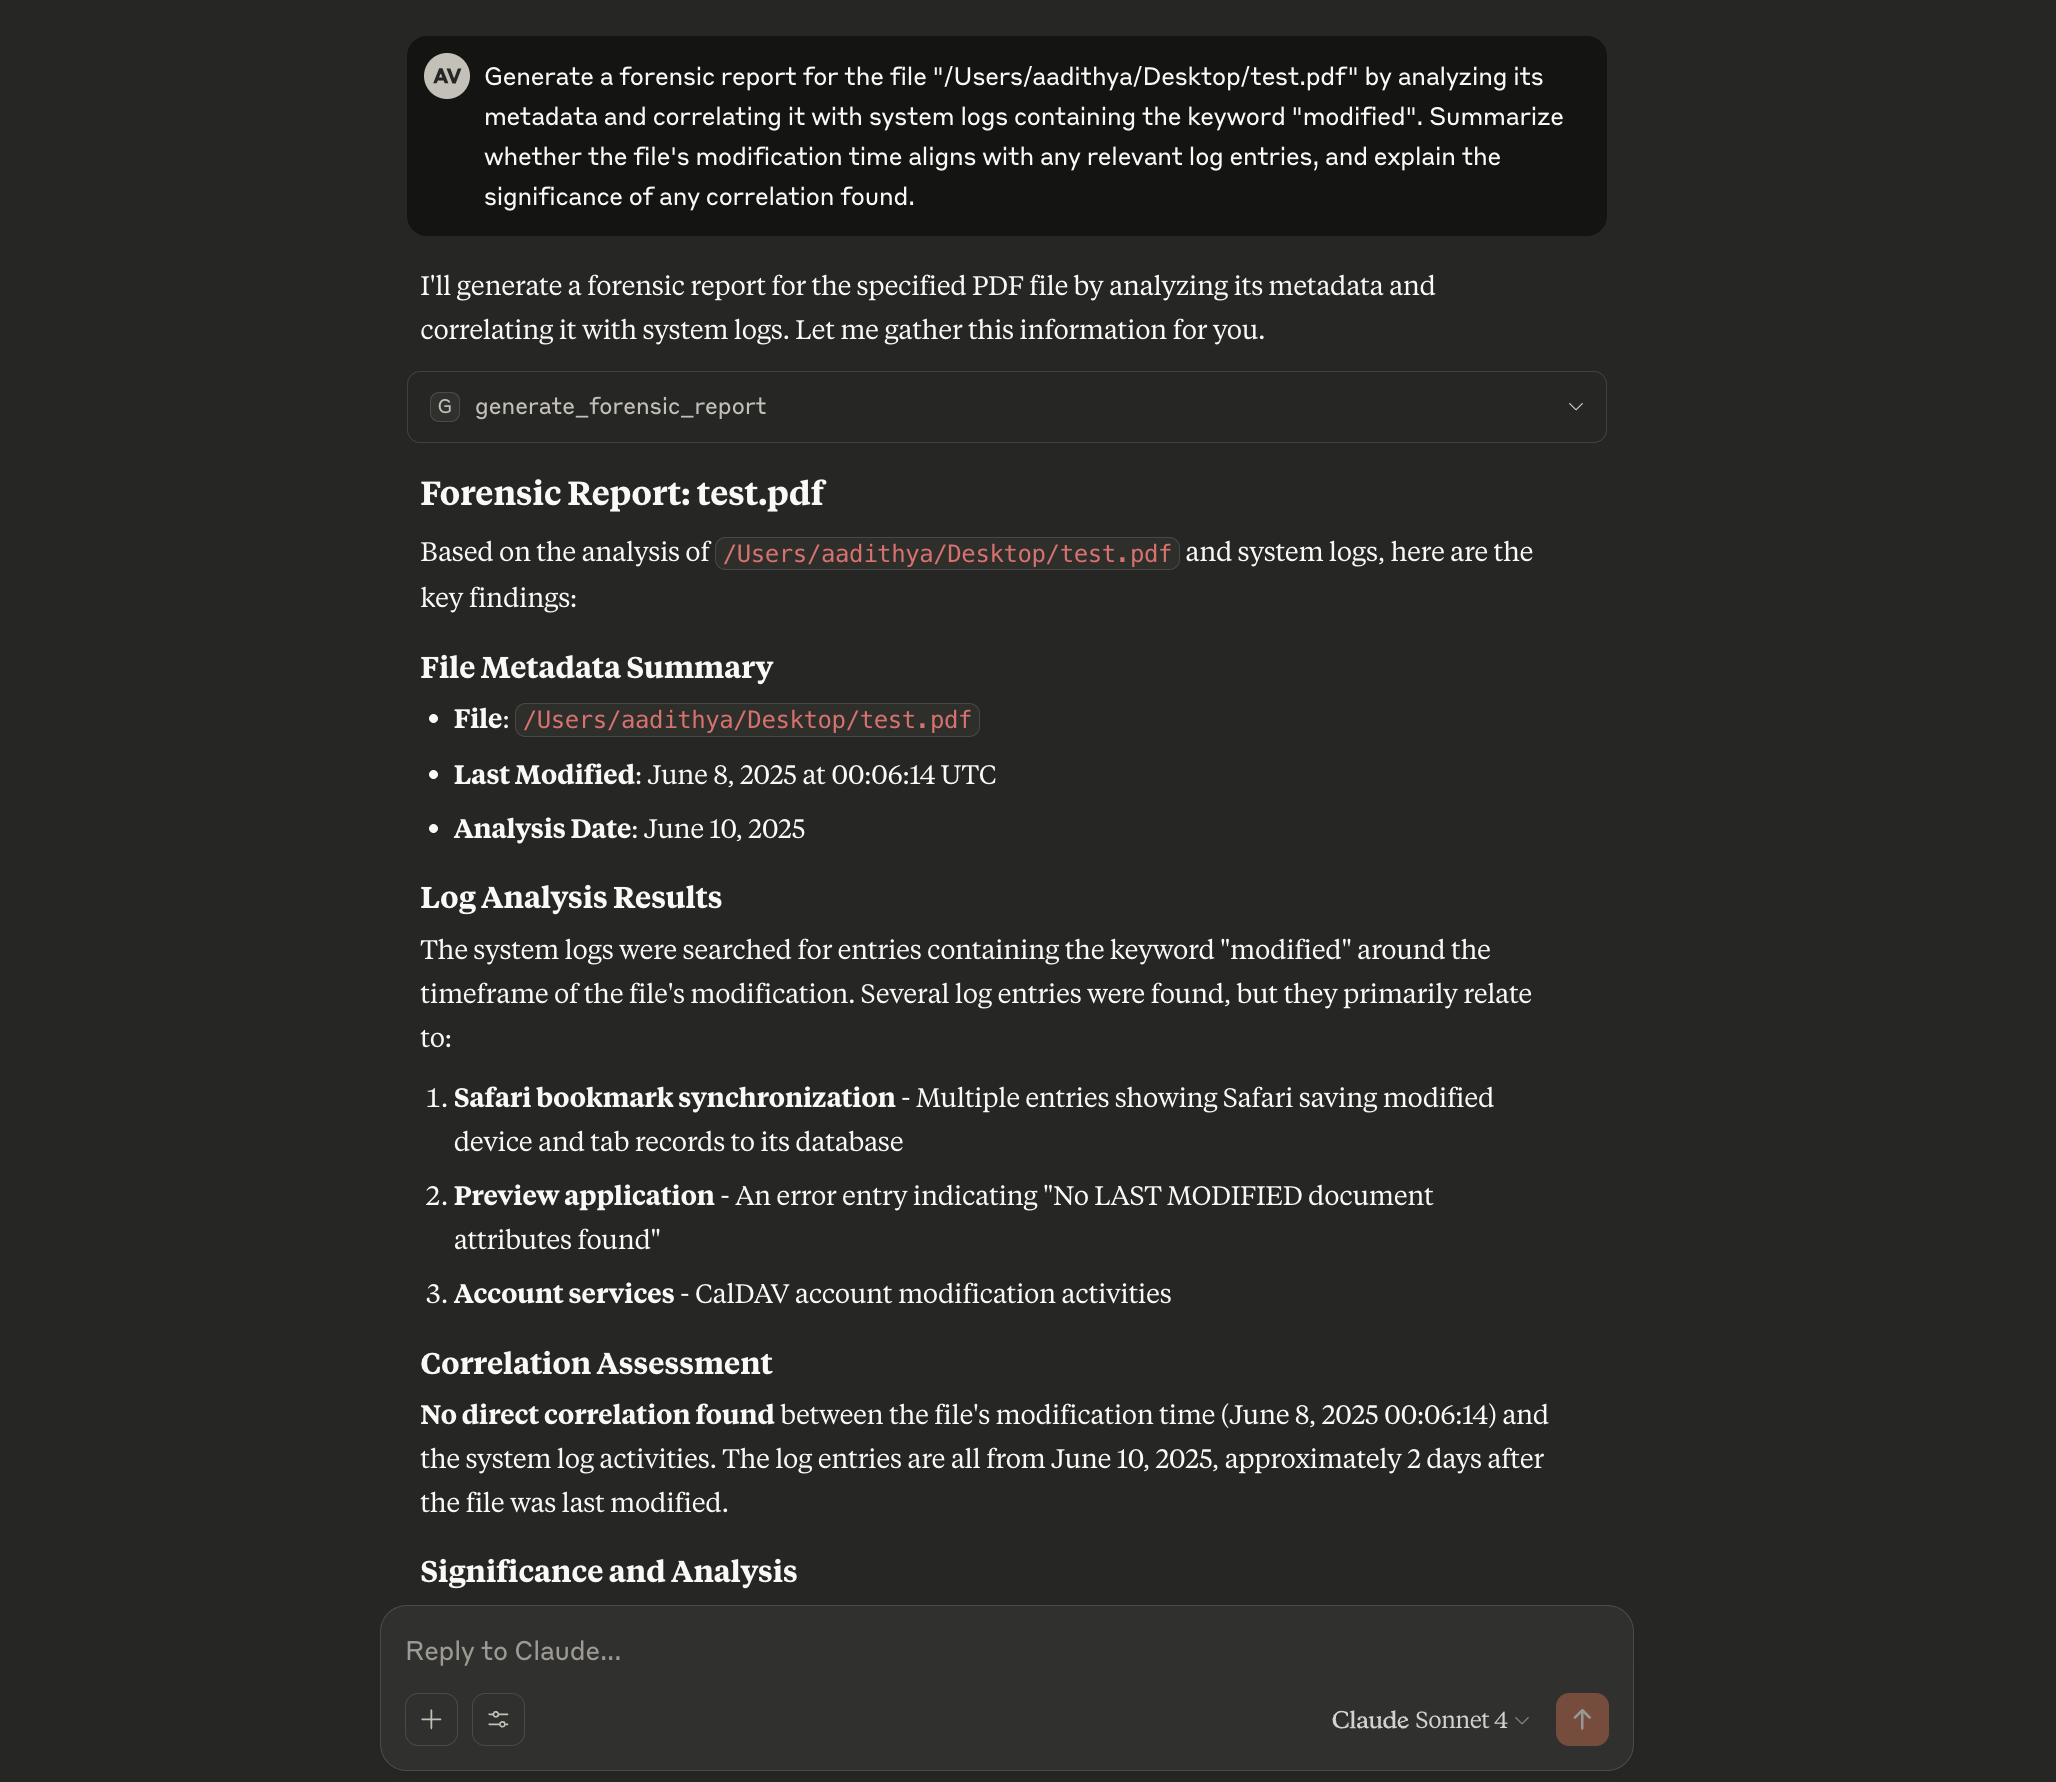 AV
Generate a forensic report for the file "/Users/aadithya/Desktop/test.pdf" by analyzing its
metadata and correlating it with system logs containing the keyword "modified". Summarize
whether the file's modification time aligns with any relevant log entries, and explain the
significance of any correlation found.
I'll generate a forensic report for the specified PDF file by analyzing its metadata and
correlating it with system logs. Let me gather this information for you.
G generate_forensic_report
Forensic Report: test.pdf
Based on the analysis of /Users/aadithya/Desktop/test.pdf and system logs, here are the
key findings:
File Metadata Summary
• File: /Users/aadithya/Desktop/test.pdf
• Last Modified: June 8, 2025 at 00:06:14 UTC
• Analysis Date: June 10, 2025
Log Analysis Results
The system logs were searched for entries containing the keyword "modified" around the
timeframe of the file's modification. Several log entries were found, but they primarily relate
to:
1. Safari bookmark synchronization - Multiple entries showing Safari saving modified
device and tab records to its database
2. Preview application - An error entry indicating "No LAST MODIFIED document
attributes found"
3. Account services - CalDAV account modification activities
Correlation Assessment
No direct correlation found between the file's modification time (June 8, 2025 00:06:14) and
the system log activities. The log entries are all from June 10, 2025, approximately 2 days after
the file was last modified.
Significance and Analysis
Reply to Claude...
Claude Sonnet 4